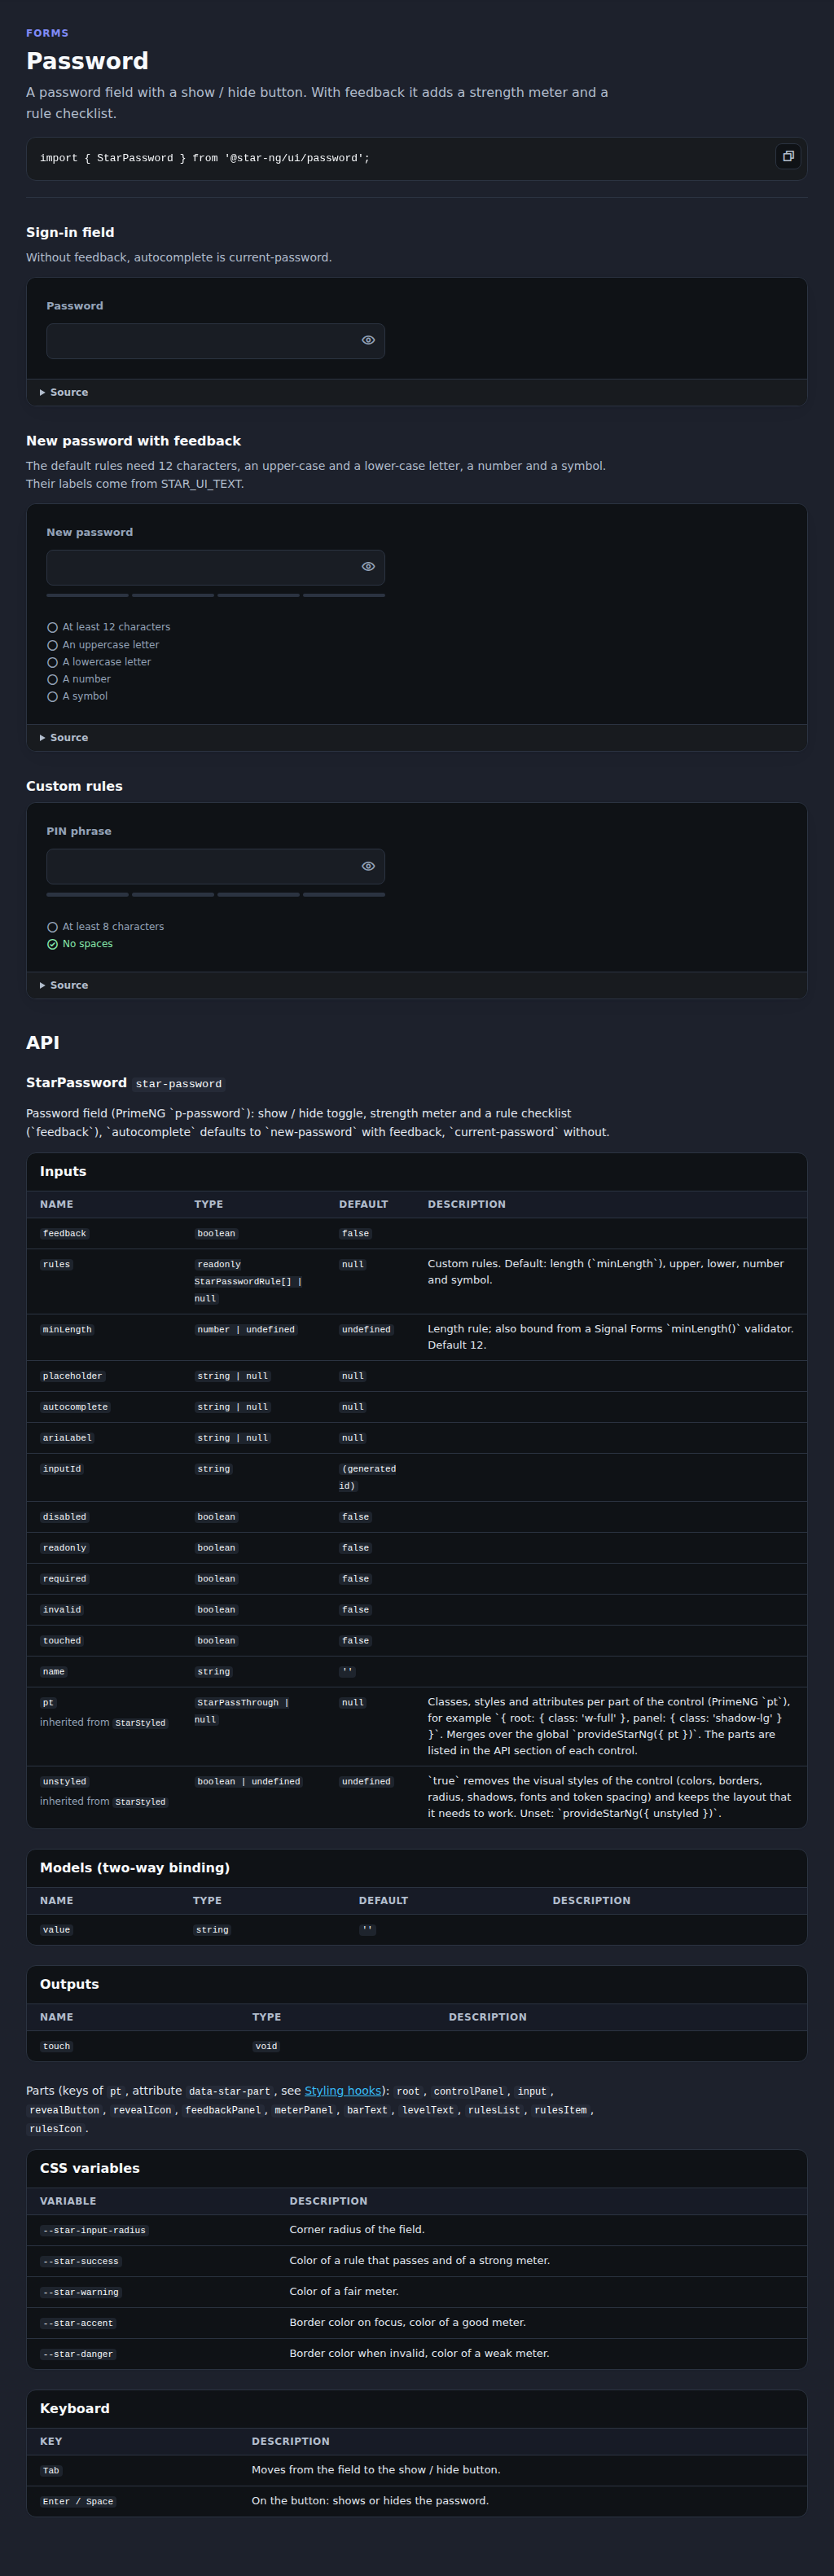 FORMS
Password
A password field with a show / hide button. With feedback it adds a strength meter and a
rule checklist.
import { StarPassword } from '@star-ng/ui/password';
Sign-in field
Without feedback, autocomplete is current-password.
Password
Source
New password with feedback
The default rules need 12 characters, an upper-case and a lower-case letter, a number and a symbol.
Their labels come from STAR_UI_TEXT.
New password
At least 12 characters
An uppercase letter
A lowercase letter
A number
A symbol
Source
Custom rules
PIN phrase
At least 8 characters
No spaces
Source
API
StarPassword star-password
Password field (PrimeNG `p-password`): show / hide toggle, strength meter and a rule checklist
(`feedback`), `autocomplete` defaults to `new-password` with feedback, `current-password` without.
Inputs
NAME TYPE DEFAULT DESCRIPTION
feedback boolean false
rules readonly StarPasswordRule[] | null null Custom rules. Default: length (`minLength`), upper, lower, number
and symbol.
minLength number | undefined undefined Length rule; also bound from a Signal Forms `minLength()` validator.
Default 12.
placeholder string | null null
autocomplete string | null null
ariaLabel string | null null
inputId string (generated id)
disabled boolean false
readonly boolean false
required boolean false
invalid boolean false
touched boolean false
name string ''
pt StarPassThrough | null null Classes, styles and attributes per part of the control (PrimeNG `pt`),
inherited from StarStyled for example `{ root: { class: 'w-full' }, panel: { class: 'shadow-lg' }
}`. Merges over the global `provideStarNg({ pt })`. The parts are
listed in the API section of each control.
unstyled boolean | undefined undefined `true` removes the visual styles of the control (colors, borders,
inherited from StarStyled radius, shadows, fonts and token spacing) and keeps the layout that
it needs to work. Unset: `provideStarNg({ unstyled })`.
Models (two-way binding)
NAME TYPE DEFAULT DESCRIPTION
value string ''
Outputs
NAME TYPE DESCRIPTION
touch void
Parts (keys of pt, attribute data-star-part, see Styling hooks): root, controlPanel, input,
revealButton, revealIcon, feedbackPanel, meterPanel, barText, levelText, rulesList, rulesItem,
rulesIcon.
CSS variables
VARIABLE DESCRIPTION
--star-input-radius Corner radius of the field.
--star-success Color of a rule that passes and of a strong meter.
--star-warning Color of a fair meter.
--star-accent Border color on focus, color of a good meter.
--star-danger Border color when invalid, color of a weak meter.
Keyboard
KEY DESCRIPTION
Tab Moves from the field to the show / hide button.
Enter / Space On the button: shows or hides the password.